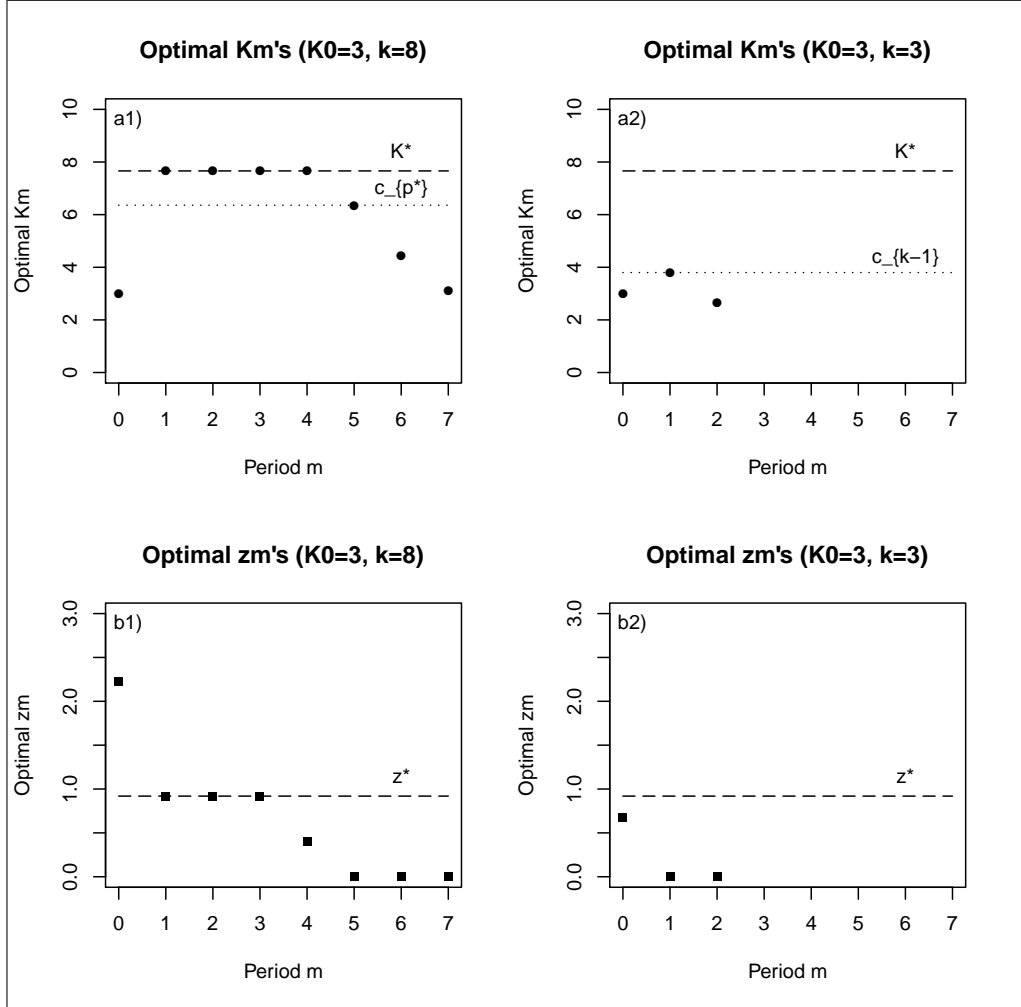 Optimal Km's (K0=3, k=8)
a1)
K*
c_{p*}
Optimal Km
0
2
4
6
8
10
0 1 2 3 4 5 6 7
Period m
Optimal Km's (K0=3, k=3)
a2)
K*
c_{k−1}
Optimal Km
0
2
4
6
8
10
0 1 2 3 4 5 6 7
Period m
Optimal zm's (K0=3, k=8)
b1)
z*
Optimal zm
0.0
1.0
2.0
3.0
0 1 2 3 4 5 6 7
Period m
Optimal zm's (K0=3, k=3)
b2)
z*
Optimal zm
0.0
1.0
2.0
3.0
0 1 2 3 4 5 6 7
Period m